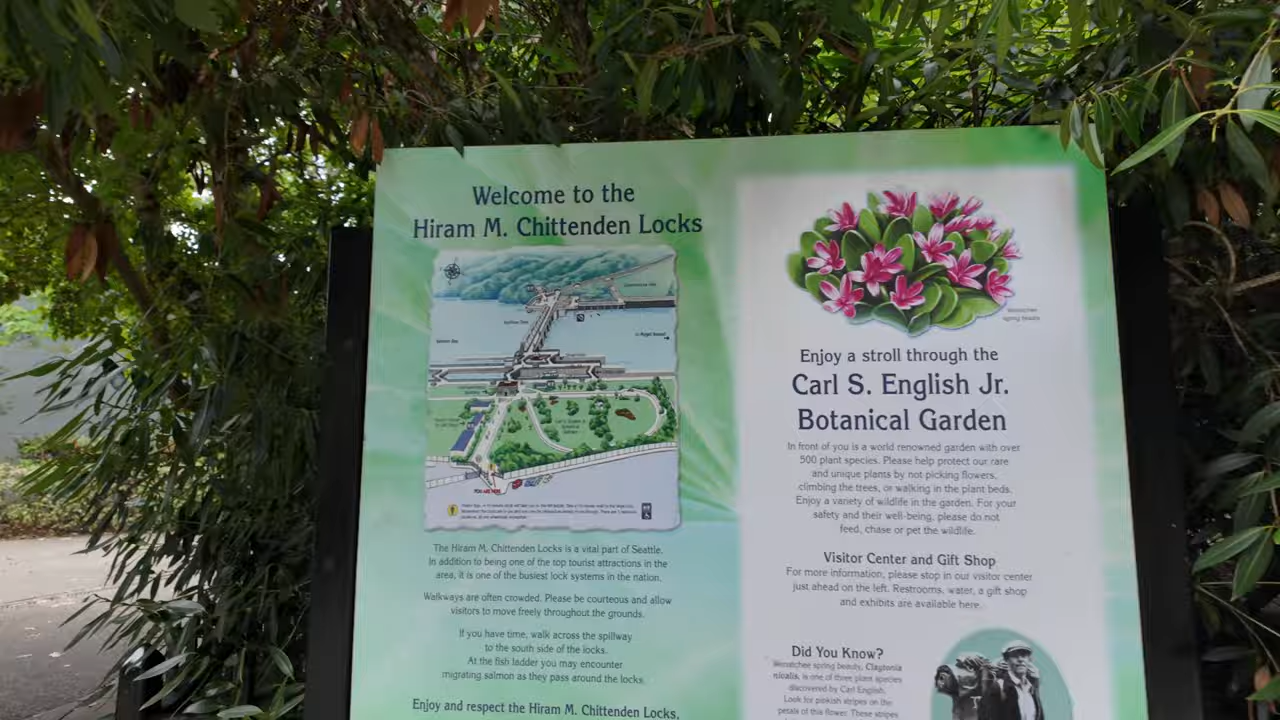 Welcome to the
Hiram M. Chittenden Locks
YOU ARE HERE
The Hiram M. Chittenden Locks is a vital part of Seattle.
In addition to being one of the top tourist attractions in the
area, it is one of the busiest lock systems in the nation.
Walkways are often crowded. Please be courteous and allow
visitors to move freely throughout the grounds.
If you have time, walk across the spillway
to the south side of the locks.
At the fish ladder you may encounter
migrating salmon as they pass around the locks.
Enjoy and respect the Hiram M. Chittenden Locks,
Wenatchee
spring beauty
Enjoy a stroll through the
Carl S. English Jr.
Botanical Garden
In front of you is a world renowned garden with over
500 plant species. Please help protect our rare
and unique plants by not picking flowers,
climbing the trees, or walking in the plant beds.
Enjoy a variety of wildlife in the garden. For your
safety and their well-being, please do not
feed, chase or pet the wildlife.
Visitor Center and Gift Shop
For more information, please stop in our visitor center
just ahead on the left. Restrooms, water, a gift shop
and exhibits are available here.
Did You Know?
Wenatchee spring beauty, Claytonia
nivalis, is one of three plant species
discovered by Carl English.
Look for pinkish stripes on the
petals of this flower. These stripes